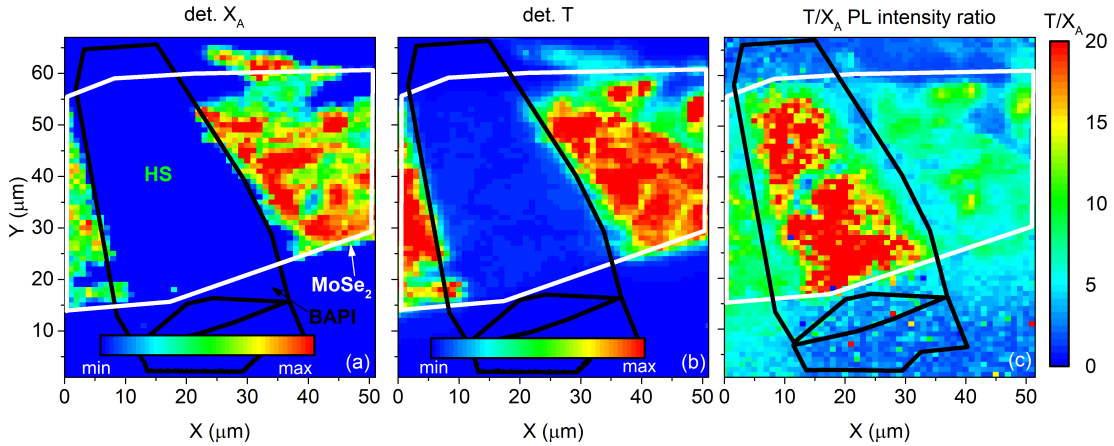 det. X_A
det. T
T/X_A PL intensity ratio
T/X_A
60
50
40
30
20
10
Y (μm)
HS
MoSe₂
BAPI
min
max
(a)
0 10 20 30 40 50
X (μm)
min
max
(b)
0 10 20 30 40 50
X (μm)
(c)
0 10 20 30 40 50
X (μm)
20
15
10
5
0